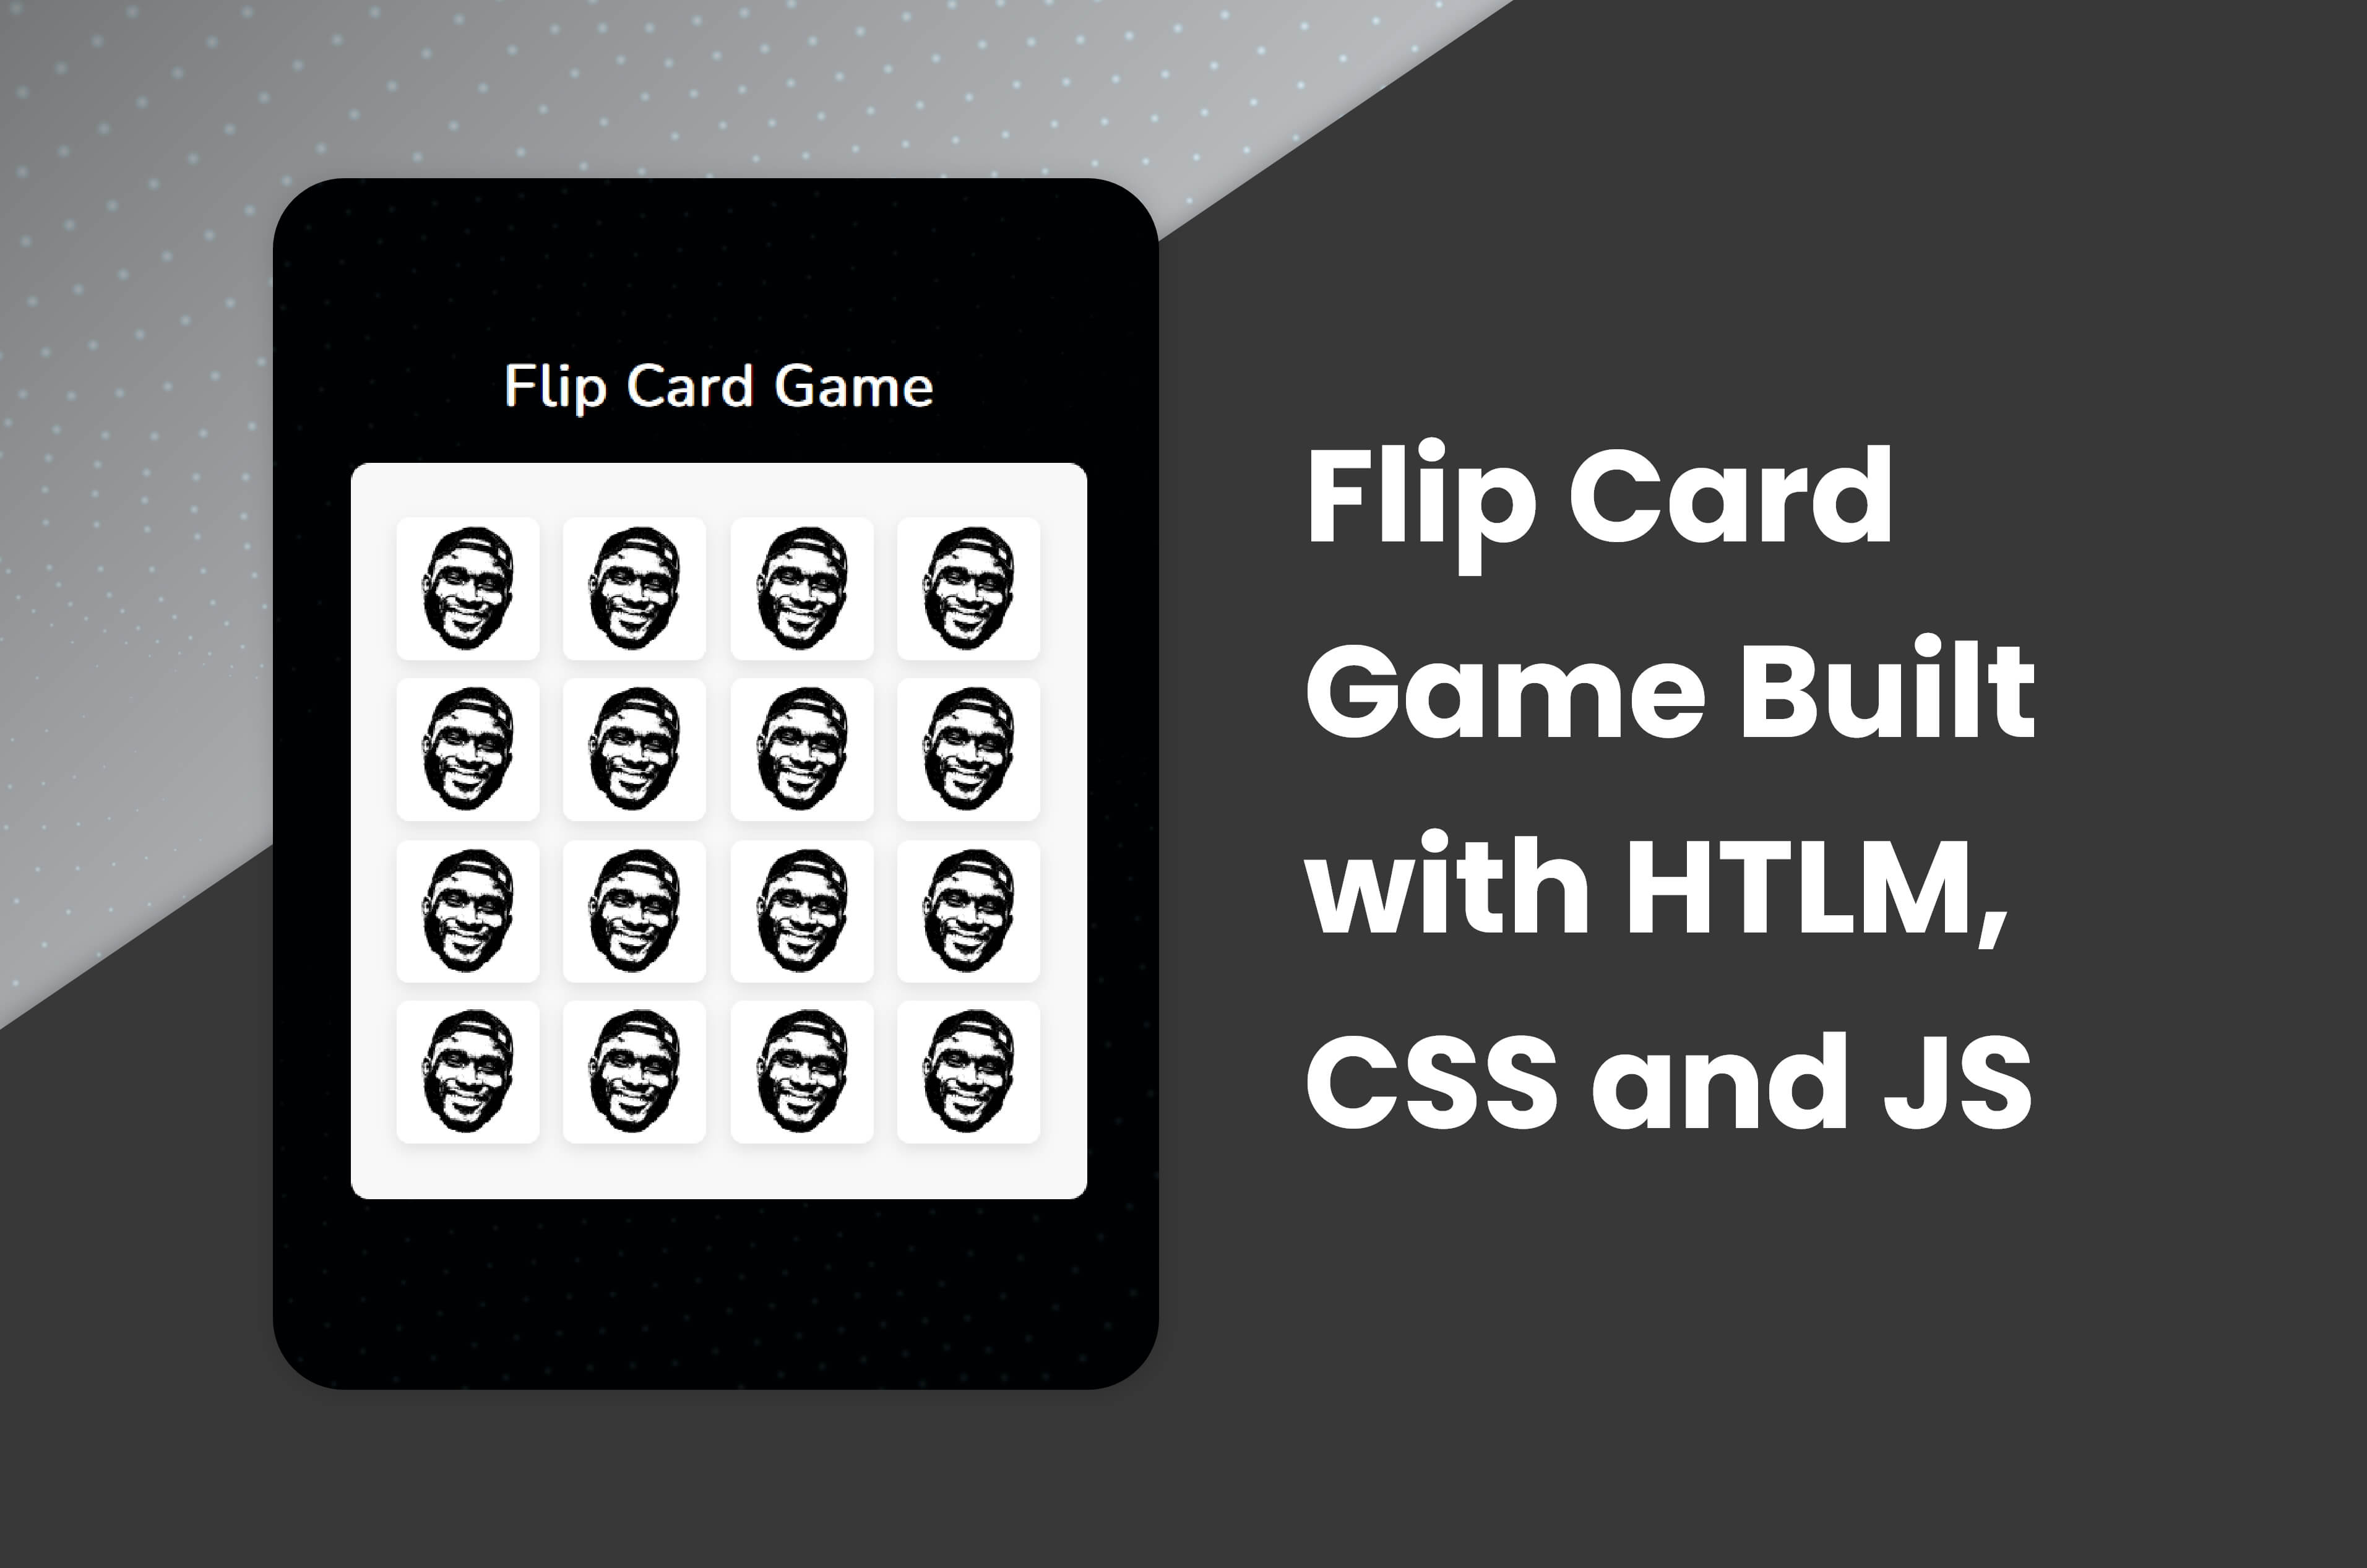 Flip Card Game
Flip Card
Game Built
with HTLM,
CSS and JS